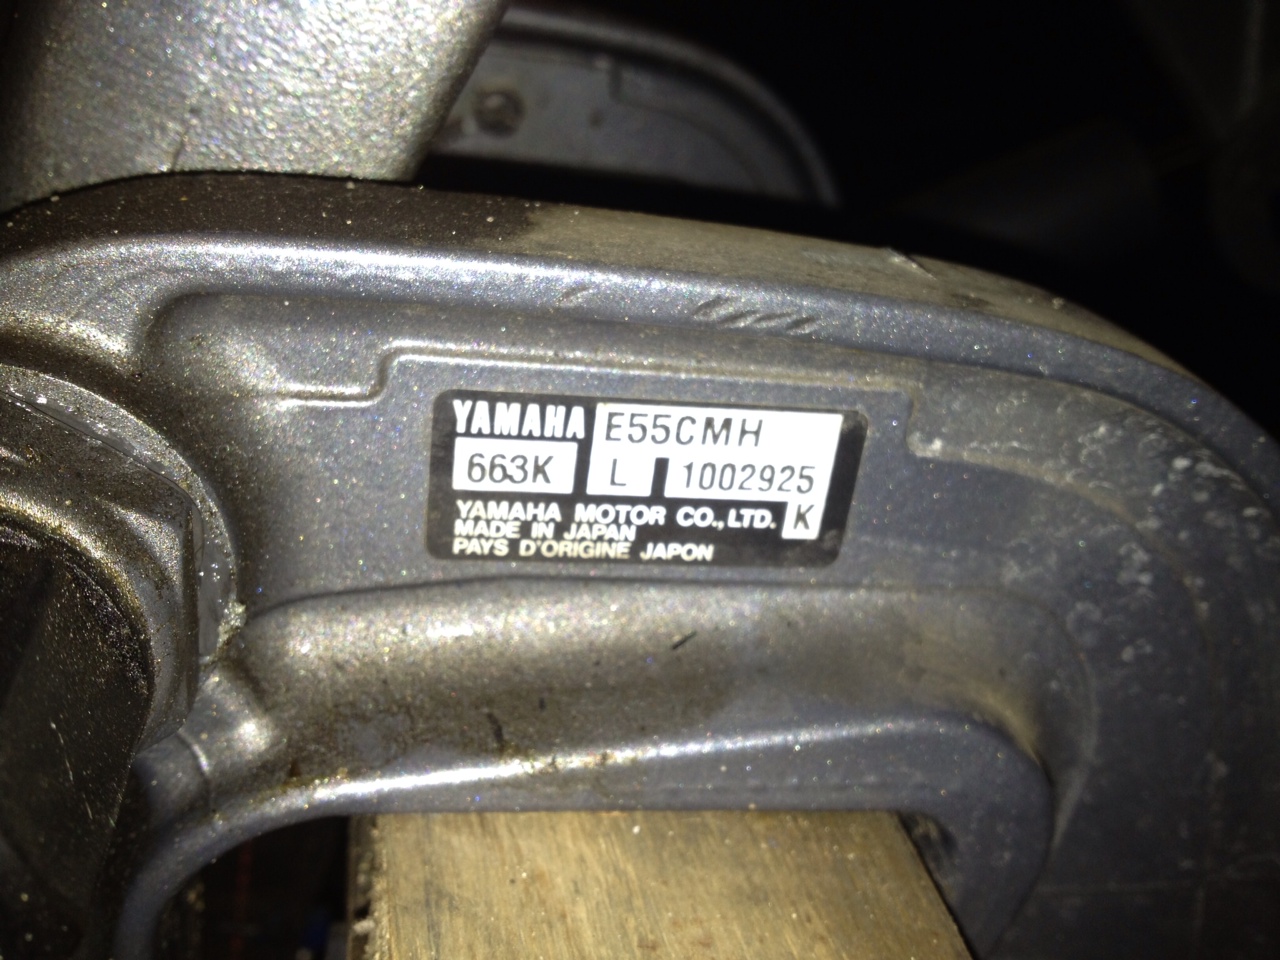 YAMAHA E55CMH
663K L 1002925
YAMAHA MOTOR CO., LTD. K
MADE IN JAPAN
PAYS D'ORIGINE JAPON